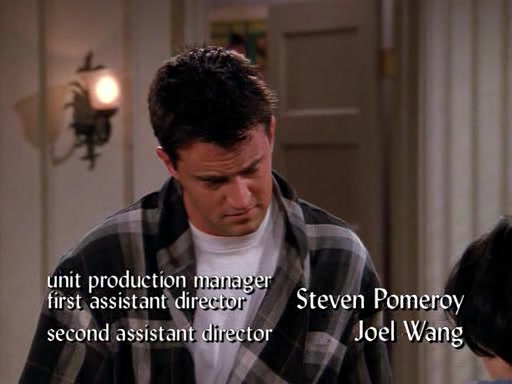 unit production manager
first assistant director Steven Pomeroy
second assistant director Joel Wang